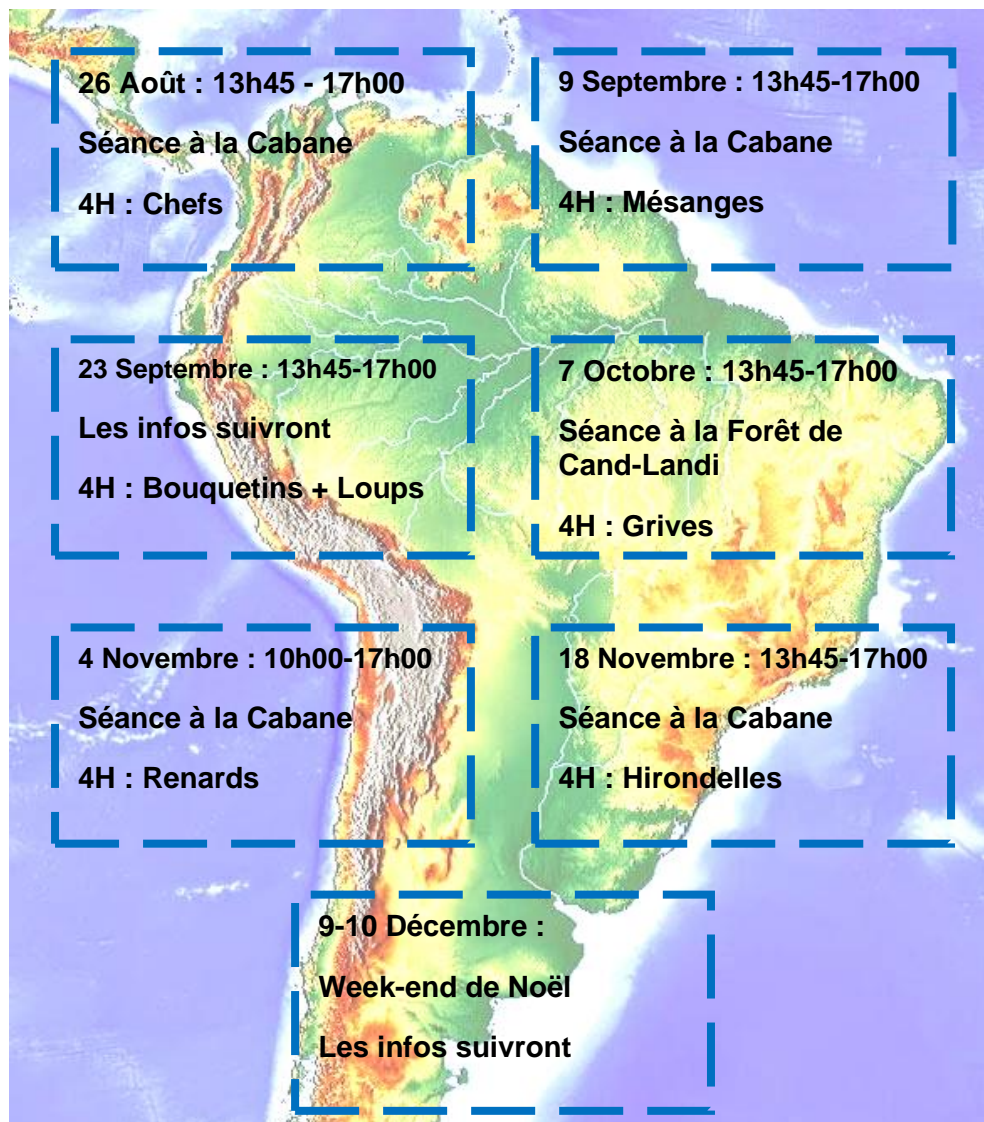 26 Août : 13h45 - 17h00
Séance à la Cabane
4H : Chefs
9 Septembre : 13h45-17h00
Séance à la Cabane
4H : Mésanges
23 Septembre : 13h45-17h00
Les infos suivront
4H : Bouquetins + Loups
7 Octobre : 13h45-17h00
Séance à la Forêt de
Cand-Landi
4H : Grives
4 Novembre : 10h00-17h00
Séance à la Cabane
4H : Renards
18 Novembre : 13h45-17h00
Séance à la Cabane
4H : Hirondelles
9-10 Décembre :
Week-end de Noël
Les infos suivront